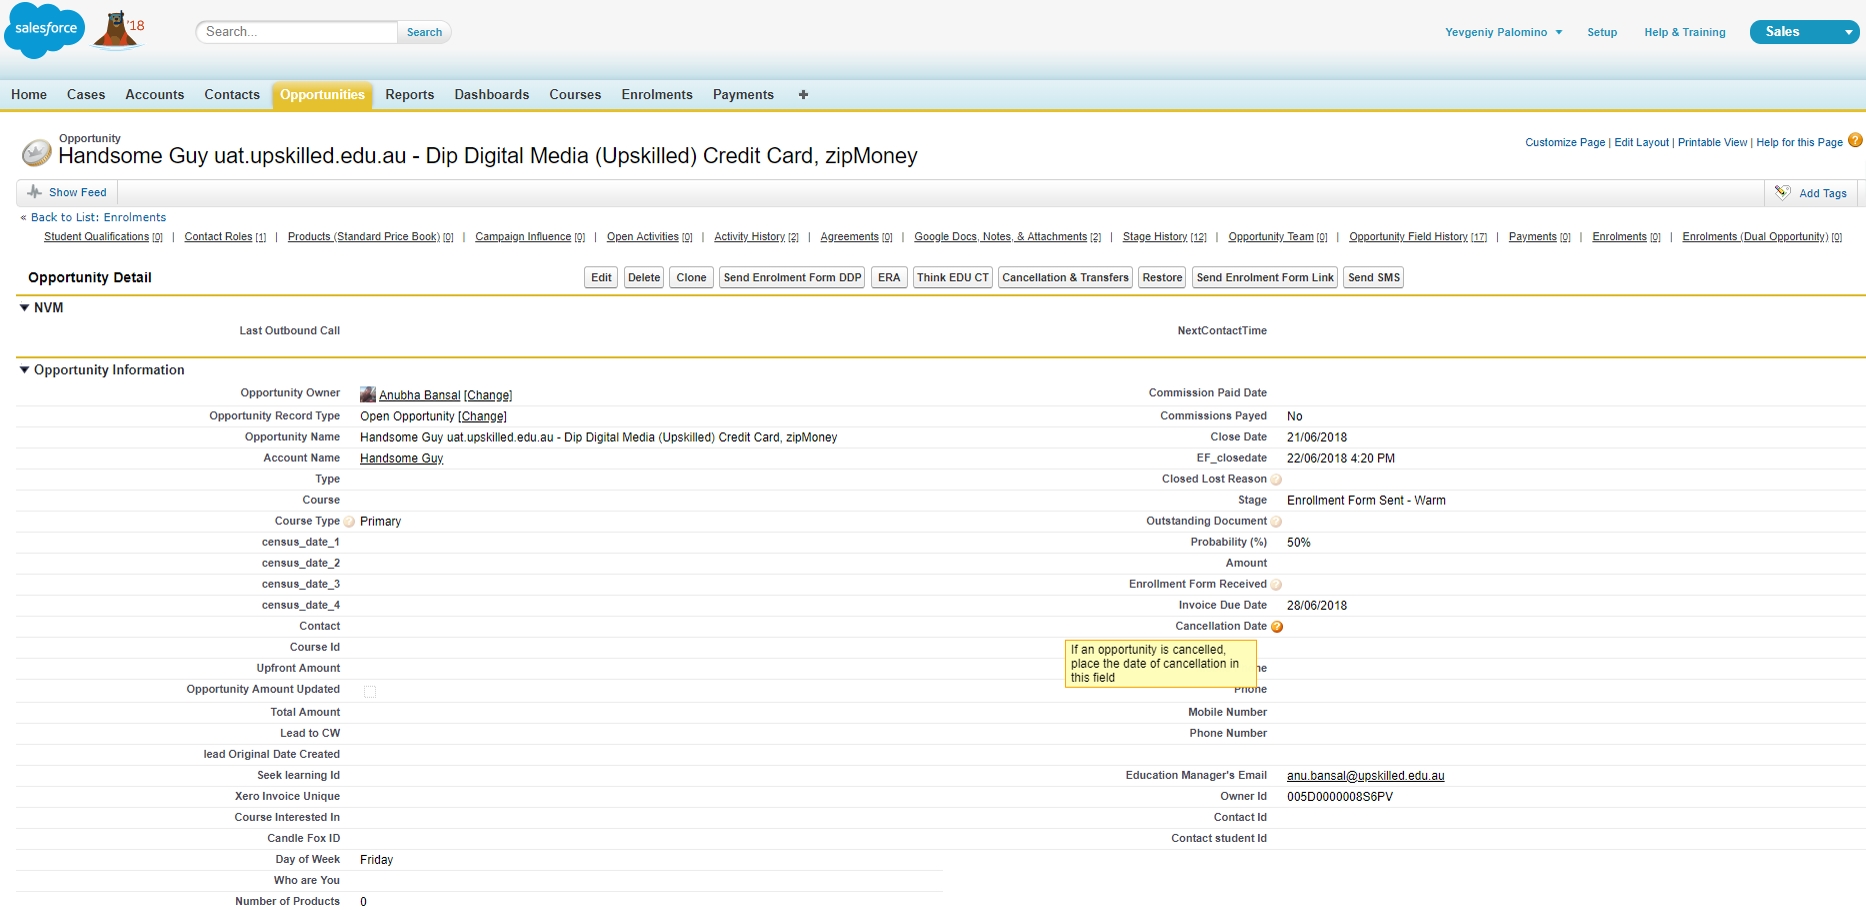 salesforce
'18
Search...
Search
Yevgeniy Palomino
Setup
Help & Training
Sales
Home
Cases
Accounts
Contacts
Opportunities
Reports
Dashboards
Courses
Enrolments
Payments
+
Opportunity
Handsome Guy uat.upskilled.edu.au - Dip Digital Media (Upskilled) Credit Card, zipMoney
Customize Page | Edit Layout | Printable View | Help for this Page
Show Feed
Add Tags
« Back to List: Enrolments
Student Qualifications [0] | Contact Roles [1] | Products (Standard Price Book) [0] | Campaign Influence [0] | Open Activities [0] | Activity History [2] | Agreements [0] | Google Docs, Notes, & Attachments [2] | Stage History [12] | Opportunity Team [0] | Opportunity Field History [17] | Payments [0] | Enrolments [0] | Enrolments (Dual Opportunity) [0]
Opportunity Detail
Edit
Delete
Clone
Send Enrolment Form DDP
ERA
Think EDU CT
Cancellation & Transfers
Restore
Send Enrolment Form Link
Send SMS
NVM
Last Outbound Call
NextContactTime
Opportunity Information
Opportunity Owner Anubha Bansal [Change]
Commission Paid Date
Opportunity Record Type Open Opportunity [Change]
Commissions Payed No
Opportunity Name Handsome Guy uat.upskilled.edu.au - Dip Digital Media (Upskilled) Credit Card, zipMoney
Close Date 21/06/2018
Account Name Handsome Guy
EF_closedate 22/06/2018 4:20 PM
Type
Closed Lost Reason
Course
Stage Enrollment Form Sent - Warm
Course Type Primary
Outstanding Document
census_date_1
Probability (%) 50%
census_date_2
Amount
census_date_3
Enrollment Form Received
census_date_4
Invoice Due Date 28/06/2018
Contact
Cancellation Date
Course Id
If an opportunity is cancelled,
place the date of cancellation in
this field
Upfront Amount
Opportunity Amount Updated
Phone
Total Amount
Mobile Number
Lead to CW
Phone Number
lead Original Date Created
Seek learning Id
Education Manager's Email anu.bansal@upskilled.edu.au
Xero Invoice Unique
Owner Id 005D0000008S6PV
Course Interested In
Contact Id
Candle Fox ID
Contact student Id
Day of Week Friday
Who are You
Number of Products 0